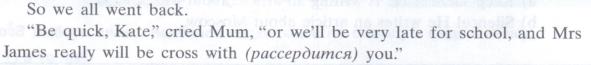 So we all went back.
“Be quick, Kate,” cried Mum, “or we’ll be very late for school, and Mrs
James really will be cross with (рассердится) you.”